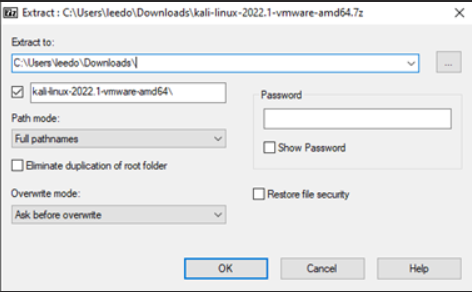 7z Extract : C:\Users\leedo\Downloads\kali-linux-2022.1-vmware-amd64.7z
Extract to:
C:\Users\leedo\Downloads\
...
kali-linux-2022.1-vmware-amd64\
Password
Path mode:
Full pathnames
Show Password
Eliminate duplication of root folder
Overwrite mode:
Restore file security
Ask before overwrite
OK
Cancel
Help